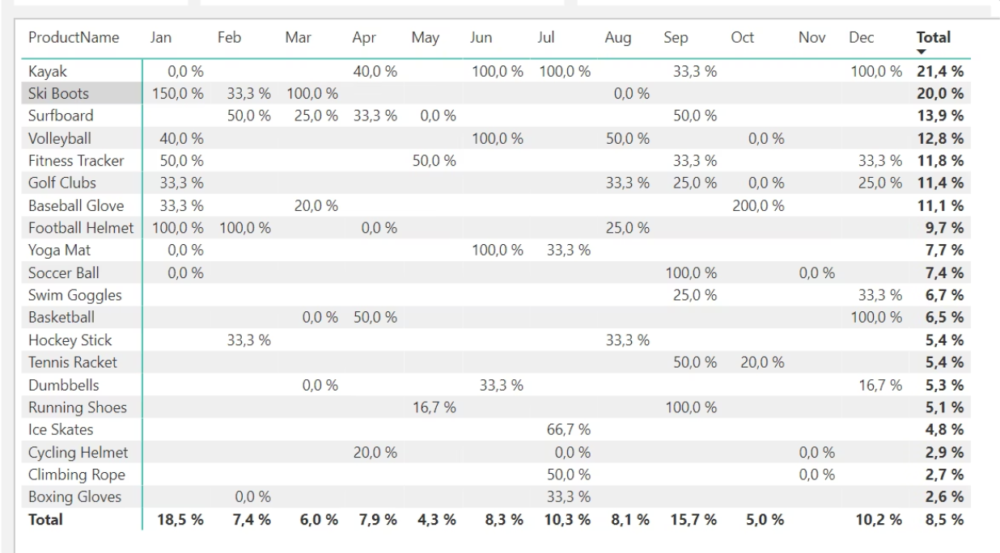 ProductName Jan Feb Mar Apr May Jun Jul Aug Sep Oct Nov Dec Total
Kayak 0,0 % 40,0 % 100,0 % 100,0 % 33,3 % 100,0 % 21,4 %
Ski Boots 150,0 % 33,3 % 100,0 % 0,0 % 20,0 %
Surfboard 50,0 % 25,0 % 33,3 % 0,0 % 50,0 % 13,9 %
Volleyball 40,0 % 100,0 % 50,0 % 0,0 % 12,8 %
Fitness Tracker 50,0 % 50,0 % 33,3 % 33,3 % 11,8 %
Golf Clubs 33,3 % 33,3 % 25,0 % 0,0 % 25,0 % 11,4 %
Baseball Glove 33,3 % 20,0 % 200,0 % 11,1 %
Football Helmet 100,0 % 100,0 % 0,0 % 25,0 % 9,7 %
Yoga Mat 0,0 % 100,0 % 33,3 % 7,7 %
Soccer Ball 0,0 % 100,0 % 0,0 % 7,4 %
Swim Goggles 25,0 % 33,3 % 6,7 %
Basketball 0,0 % 50,0 % 100,0 % 6,5 %
Hockey Stick 33,3 % 33,3 % 5,4 %
Tennis Racket 50,0 % 20,0 % 5,4 %
Dumbbells 0,0 % 33,3 % 16,7 % 5,3 %
Running Shoes 16,7 % 100,0 % 5,1 %
Ice Skates 66,7 % 4,8 %
Cycling Helmet 20,0 % 0,0 % 0,0 % 2,9 %
Climbing Rope 50,0 % 0,0 % 2,7 %
Boxing Gloves 0,0 % 33,3 % 2,6 %
Total 18,5 % 7,4 % 6,0 % 7,9 % 4,3 % 8,3 % 10,3 % 8,1 % 15,7 % 5,0 % 10,2 % 8,5 %